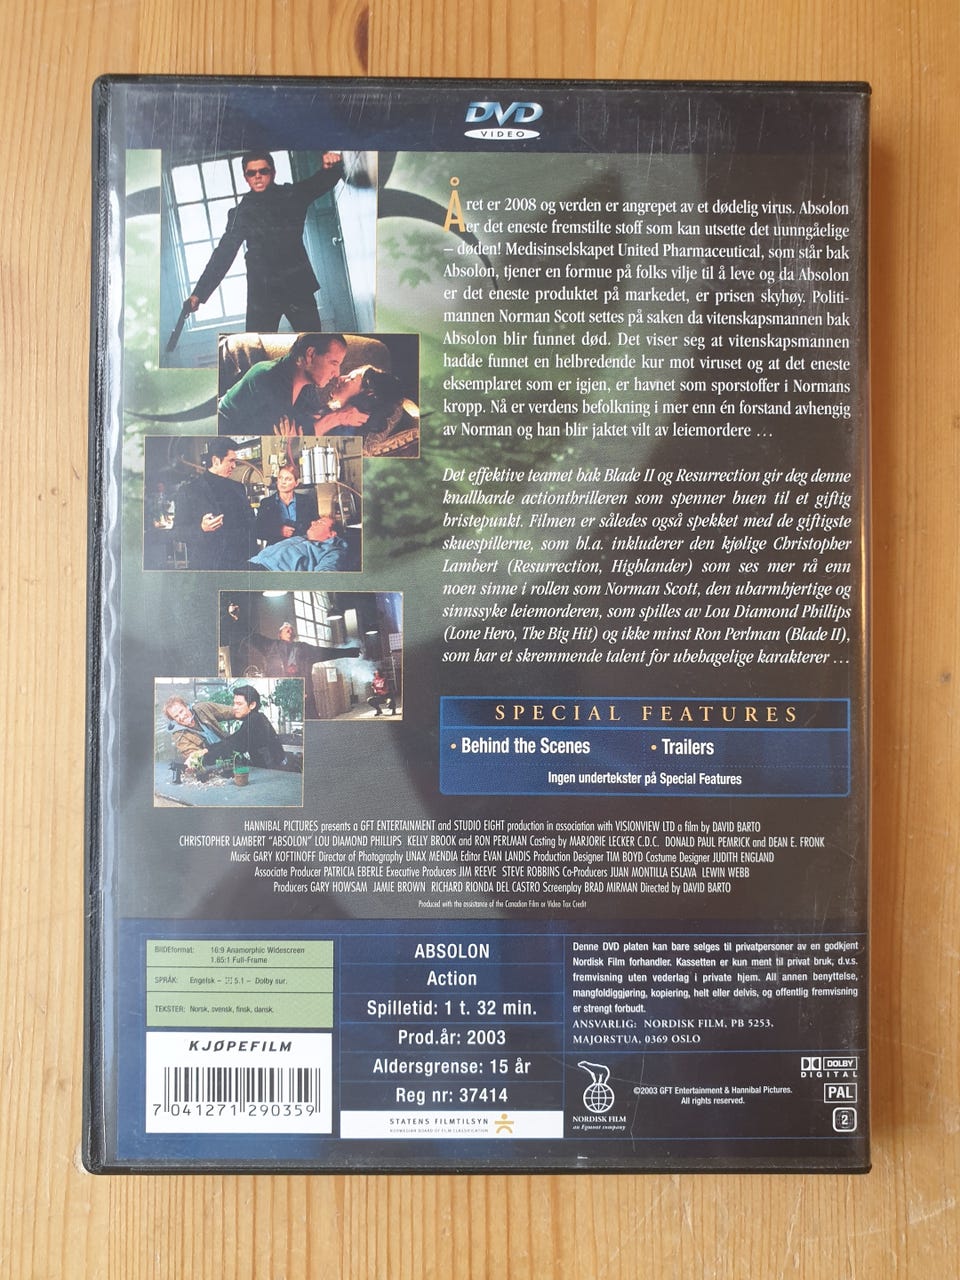 DVD
VIDEO
Året er 2008 og verden er angrepet av et dødelig virus. Absolon
er det eneste fremstilte stoff som kan utsette det uunngåelige
– døden! Medisinselskapet United Pharmaceutical, som står bak
Absolon, tjener en formue på folks vilje til å leve og da Absolon
er det eneste produktet på markedet, er prisen skyhøy. Politi-
mannen Norman Scott settes på saken da vitenskapsmannen bak
Absolon blir funnet død. Det viser seg at vitenskapsmannen
hadde funnet en helbredende kur mot viruset og at det eneste
eksemplaret som er igjen, er havnet som sporstoffer i Normans
kropp. Nå er verdens befolkning i mer enn én forstand avhengig
av Norman og han blir jaktet vilt av leiemordere …
Det effektive teamet bak Blade II og Resurrection gir deg denne
knallharde actionthrilleren som spenner buen til et giftig
bristepunkt. Filmen er således også spekket med de giftigste
skuespillerne, som bl.a. inkluderer den kjølige Christopher
Lambert (Resurrection, Highlander) som ses mer rå enn
noen sinne i rollen som Norman Scott, den ubarmhjertige og
sinnssyke leiemorderen, som spilles av Lou Diamond Phillips
(Lone Hero, The Big Hit) og ikke minst Ron Perlman (Blade II),
som har et skremmende talent for ubehagelige karakterer …
SPECIAL FEATURES
• Behind the Scenes • Trailers
Ingen undertekster på Special Features
HANNIBAL PICTURES presents a GFT ENTERTAINMENT and STUDIO EIGHT production in association with VISIONVIEW LTD a film by DAVID BARTO
CHRISTOPHER LAMBERT "ABSOLON" LOU DIAMOND PHILLIPS KELLY BROOK and RON PERLMAN Casting by MARJORIE LECKER C.D.C. DONALD PAUL PEMRICK and DEAN E. FRONK
Music GARY KOFTINOFF Director of Photography UNAX MENDIA Editor EVAN LANDIS Production Designer TIM BOYD Costume Designer JUDITH ENGLAND
Associate Producer PATRICIA EBERLE Executive Producers JIM REEVE STEVE ROBBINS Co-Producers JUAN MONTILLA ESLAVA LEWIN WEBB
Producers GARY HOWSAM JAMIE BROWN RICHARD RIONDA DEL CASTRO Screenplay BRAD MIRMAN Directed by DAVID BARTO
Produced with the assistance of the Canadian Film or Video Tax Credit
BILDEformat: 16:9 Anamorphic Widescreen
1.85:1 Full-Frame
SPRÅK: Engelsk – 5.1 – Dolby sur.
TEKSTER: Norsk, svensk, finsk, dansk.
KJØPEFILM
7 041271 290359
ABSOLON
Action
Spilletid: 1 t. 32 min.
Prod.år: 2003
Aldersgrense: 15 år
Reg nr: 37414
STATENS FILMTILSYN
NORWEGIAN BOARD OF FILM CLASSIFICATION
Denne DVD platen kan bare selges til privatpersoner av en godkjent
Nordisk Film forhandler. Kassetten er kun ment til privat bruk, d.v.s.
fremvisning uten vederlag i private hjem. All annen benyttelse,
mangfoldiggjøring, kopiering, helt eller delvis, og offentlig fremvisning
er strengt forbudt.
ANSVARLIG: NORDISK FILM, PB 5253,
MAJORSTUA, 0369 OSLO
NORDISK FILM
an Egmont company
©2003 GFT Entertainment & Hannibal Pictures.
All rights reserved.
DOLBY
DIGITAL
PAL
2